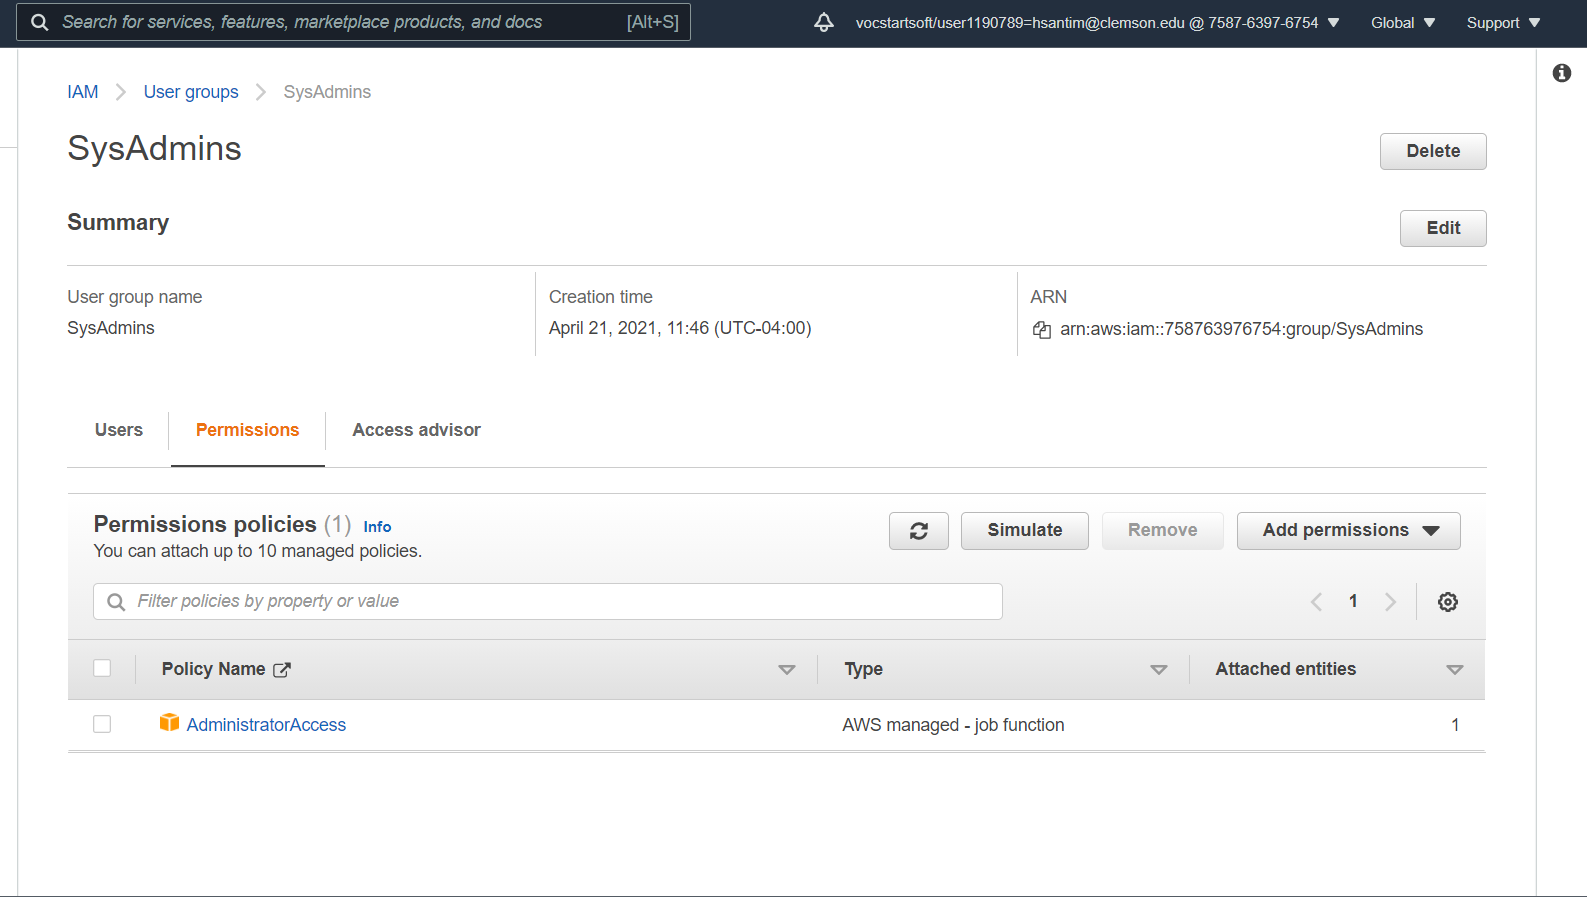 Search for services, features, marketplace products, and docs [Alt+S] vocstartsoft/user1190789=hsantim@clemson.edu @ 7587-6397-6754 Global Support
IAM User groups SysAdmins
SysAdmins
Delete
Summary
Edit
User group name
SysAdmins
Creation time
April 21, 2021, 11:46 (UTC-04:00)
ARN
arn:aws:iam::758763976754:group/SysAdmins
Users Permissions Access advisor
Permissions policies (1) Info
You can attach up to 10 managed policies.
Simulate Remove Add permissions
Filter policies by property or value
1
Policy Name Type Attached entities
AdministratorAccess AWS managed - job function 1